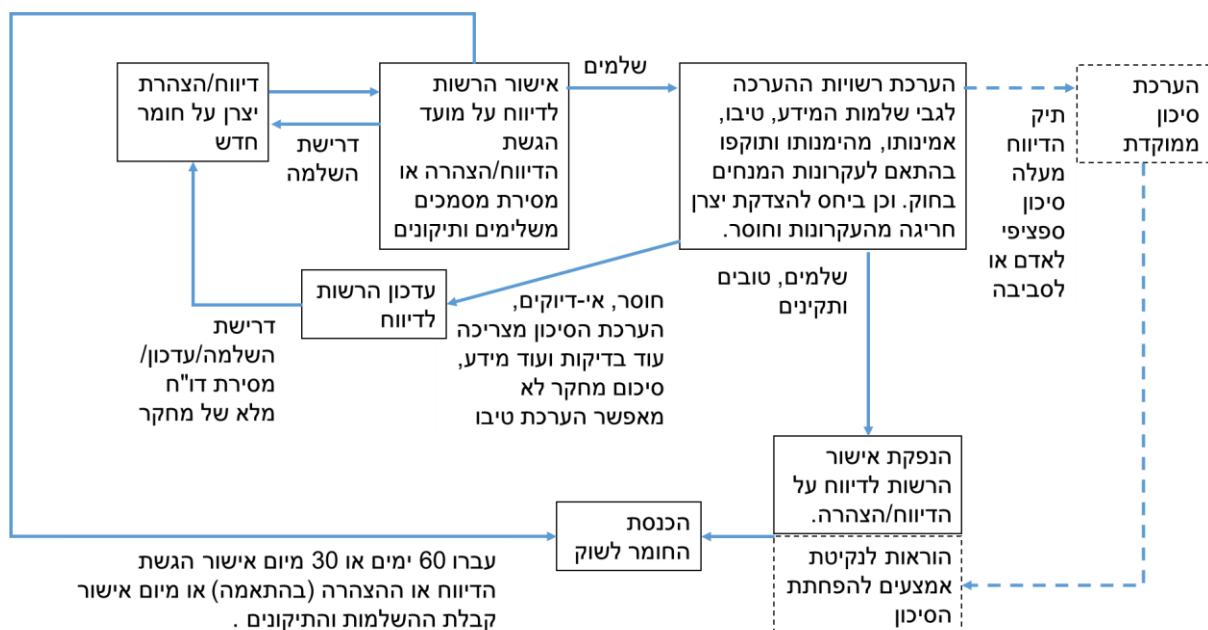 דיווח/הצהרת
יצרן על חומר
חדש
דרישת
השלמה
אישור הרשות
לדיווח על מועד
הגשת
הדיווח/הצהרה או
מסירת מסמכים
משלימים ותיקונים
שלמים
הערכת רשויות ההערכה
לגבי שלמות המידע, טיבו,
אמינותו, מהימנותו ותוקפו
בהתאם לעקרונות המנחים
בחוק. וכן ביחס להצדקת יצרן
חריגה מהעקרונות וחוסר.
תיק
הדיווח
מעלה
סיכון
ספציפי
לאדם או
לסביבה
הערכת
סיכון
ממוקדת
עדכון הרשות
לדיווח
דרישת
השלמה/עדכון/
מסירת דו"ח
מלא של מחקר
חוסר, אי-דיוקים,
הערכת הסיכון מצריכה
עוד בדיקות ועוד מידע,
סיכום מחקר לא
מאפשר הערכת טיבו
שלמים, טובים
ותקינים
הנפקת אישור
הרשות לדיווח על
הדיווח/הצהרה.
הוראות לנקיטת
אמצעים להפחתת
הסיכון
הכנסת
החומר לשוק
עברו 60 ימים או 30 מיום אישור הגשת
הדיווח או ההצהרה (בהתאמה) או מיום אישור
קבלת ההשלמות והתיקונים .